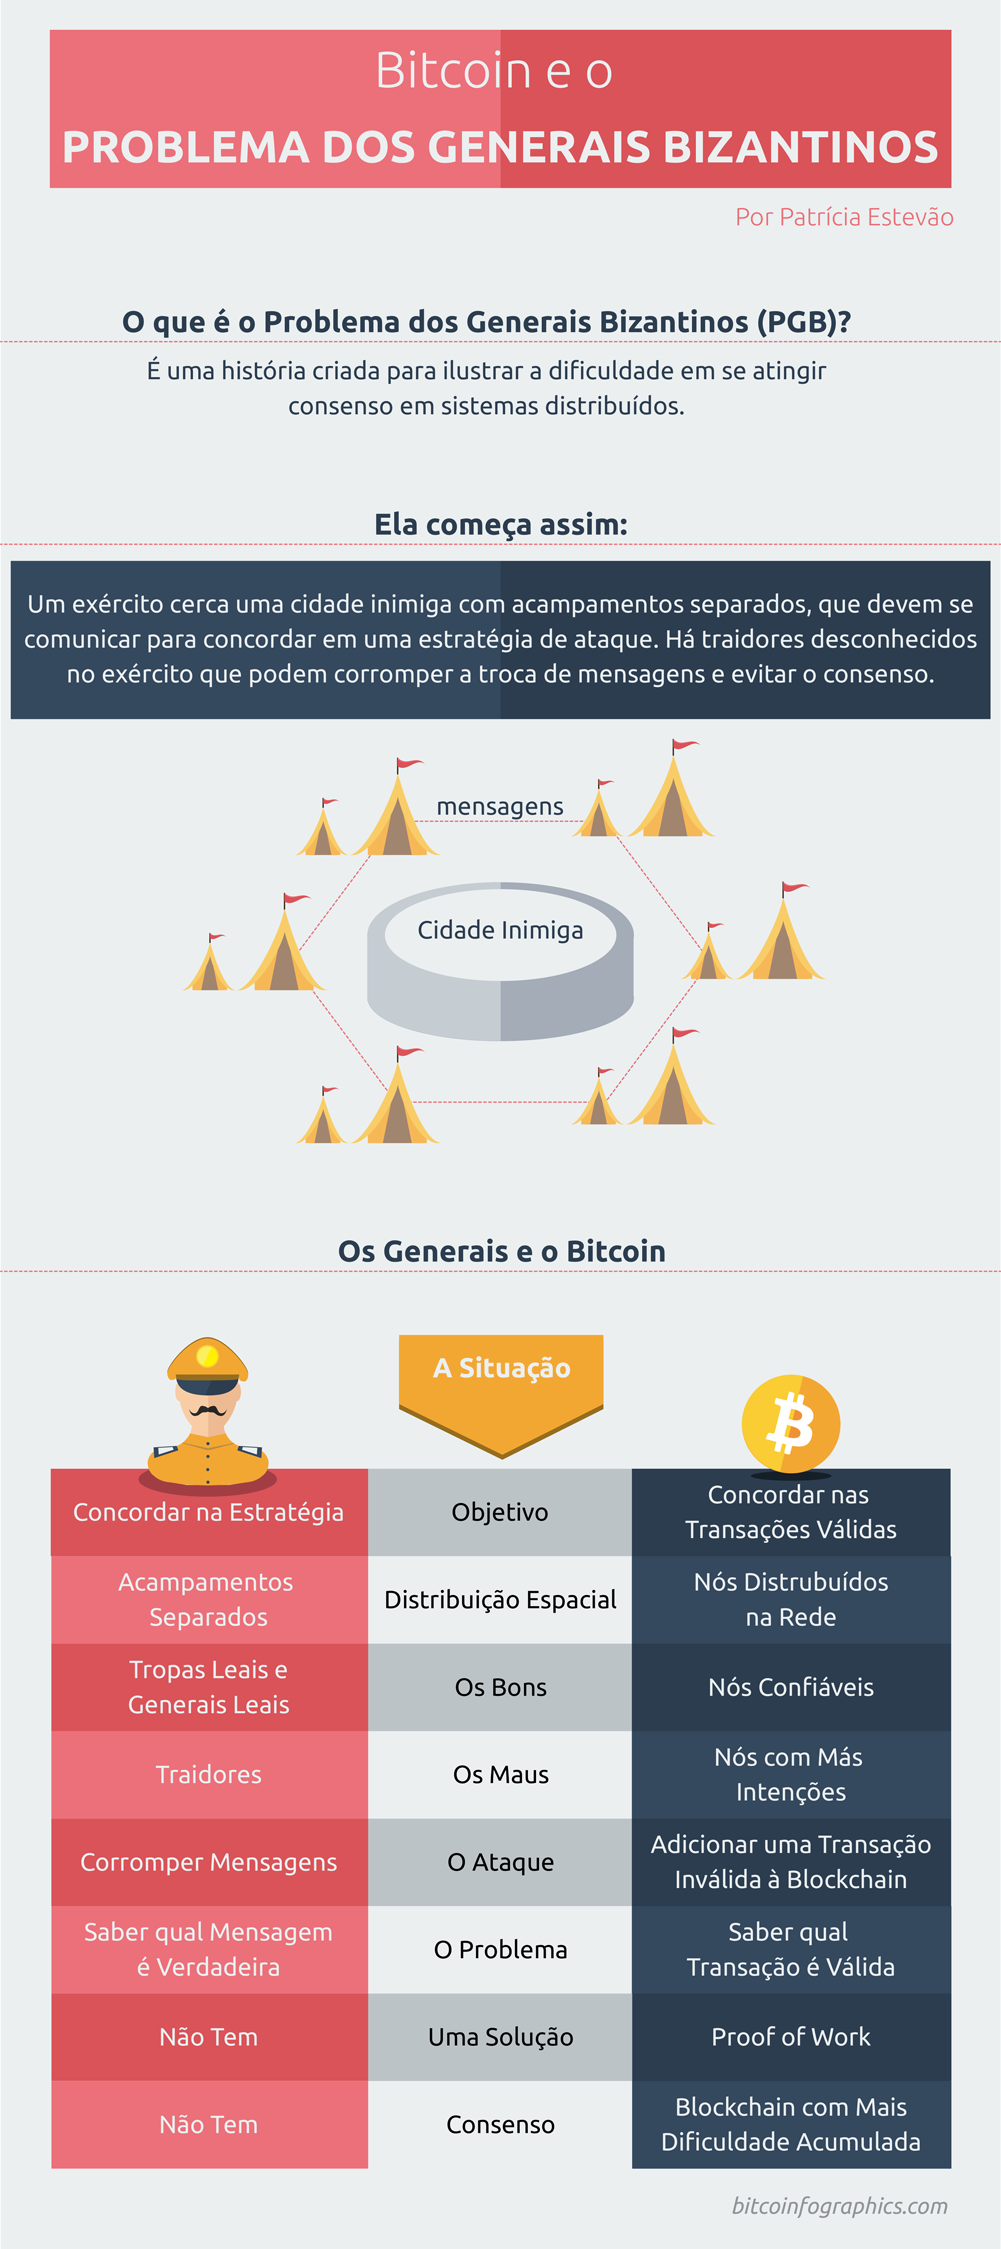 Bitcoin e o
PROBLEMA DOS GENERAIS BIZANTINOS
Por Patrícia Estevão
O que é o Problema dos Generais Bizantinos (PGB)?
É uma história criada para ilustrar a dificuldade em se atingir
consenso em sistemas distribuídos.
Ela começa assim:
Um exército cerca uma cidade inimiga com acampamentos separados, que devem se
comunicar para concordar em uma estratégia de ataque. Há traidores desconhecidos
no exército que podem corromper a troca de mensagens e evitar o consenso.
mensagens
Cidade Inimiga
Os Generais e o Bitcoin
A Situação
Concordar na Estratégia
Objetivo
Concordar nas
Transações Válidas
Acampamentos
Separados
Distribuição Espacial
Nós Distrubuídos
na Rede
Tropas Leais e
Generais Leais
Os Bons
Nós Confiáveis
Traidores
Os Maus
Nós com Más
Intenções
Corromper Mensagens
O Ataque
Adicionar uma Transação
Inválida à Blockchain
Saber qual Mensagem
é Verdadeira
O Problema
Saber qual
Transação é Válida
Não Tem
Uma Solução
Proof of Work
Não Tem
Consenso
Blockchain com Mais
Dificuldade Acumulada
bitcoinfographics.com